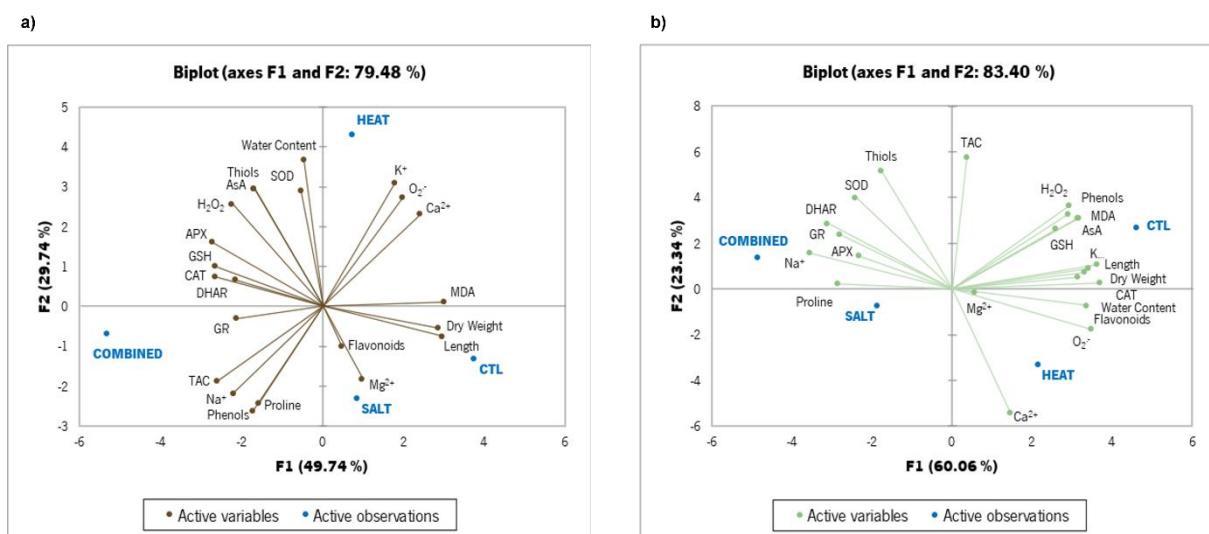 a)
Biplot (axes F1 and F2: 79.48 %)
5
4
3
2
1
0
-1
-2
-3
F2 (29.74 %)
HEAT
Water Content
Thiols
AsA
SOD
K⁺
O₂·⁻
H₂O₂
Ca²⁺
APX
GSH
CAT
DHAR
MDA
GR
Dry Weight
Length
Flavonoids
COMBINED
CTL
TAC
Mg²⁺
Na⁺
Phenols
Proline
SALT
-6 -4 -2 0 2 4 6
F1 (49.74 %)
Active variables Active observations
b)
Biplot (axes F1 and F2: 83.40 %)
8
6
4
2
0
-2
-4
-6
F2 (23.34 %)
TAC
Thiols
SOD
H₂O₂
Phenols
DHAR
MDA
CTL
GR
AsA
COMBINED
GSH
APX
K...
Na⁺
Length
Dry Weight
Proline
Mg²⁺
CAT
Water Content
SALT
Flavonoids
O₂·⁻
HEAT
Ca²⁺
-6 -4 -2 0 2 4 6
F1 (60.06 %)
Active variables Active observations